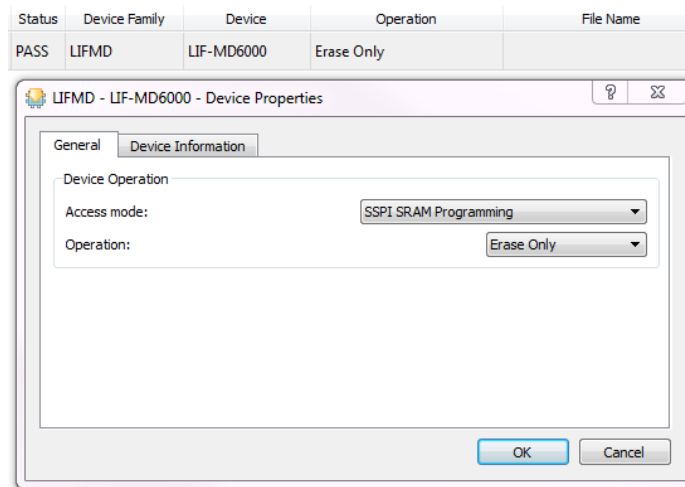 Status Device Family Device Operation File Name
PASS LIFMD LIF-MD6000 Erase Only
LIFMD - LIF-MD6000 - Device Properties
General Device Information
Device Operation
Access mode: SSPI SRAM Programming
Operation: Erase Only
OK Cancel